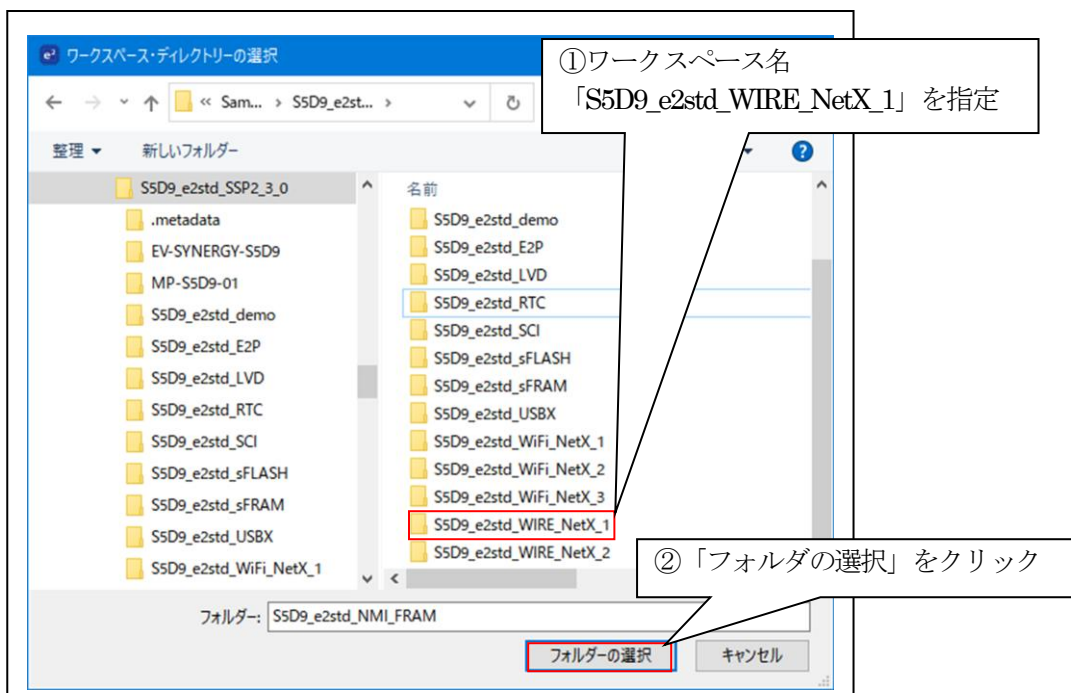 e² ワークスペース・ディレクトリーの選択
①ワークスペース名
「S5D9_e2std_WIRE_NetX_1」を指定
« Sam... › S5D9_e2st... ›
整理
新しいフォルダー
S5D9_e2std_SSP2_3_0
.metadata
EV-SYNERGY-S5D9
MP-S5D9-01
S5D9_e2std_demo
S5D9_e2std_E2P
S5D9_e2std_LVD
S5D9_e2std_RTC
S5D9_e2std_SCI
S5D9_e2std_sFLASH
S5D9_e2std_sFRAM
S5D9_e2std_USBX
S5D9_e2std_WiFi_NetX_1
名前
S5D9_e2std_demo
S5D9_e2std_E2P
S5D9_e2std_LVD
S5D9_e2std_RTC
S5D9_e2std_SCI
S5D9_e2std_sFLASH
S5D9_e2std_sFRAM
S5D9_e2std_USBX
S5D9_e2std_WiFi_NetX_1
S5D9_e2std_WiFi_NetX_2
S5D9_e2std_WiFi_NetX_3
S5D9_e2std_WIRE_NetX_1
S5D9_e2std_WIRE_NetX_2
②「フォルダの選択」をクリック
フォルダー: S5D9_e2std_NMI_FRAM
フォルダーの選択
キャンセル